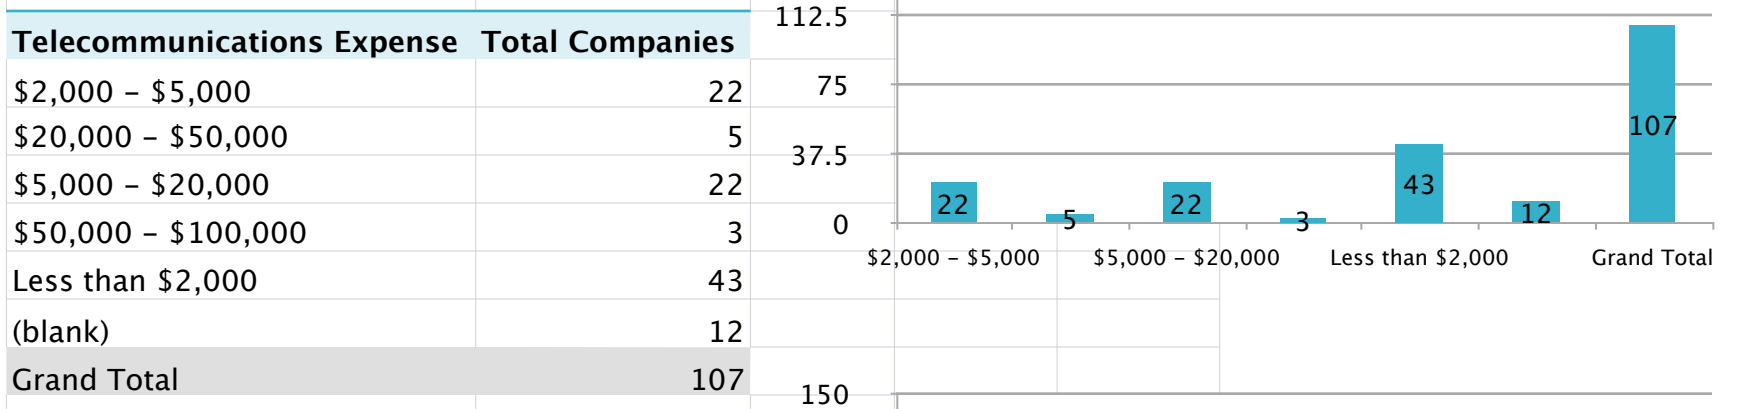 Telecommunications Expense Total Companies
$2,000 – $5,000 22
$20,000 – $50,000 5
$5,000 – $20,000 22
$50,000 – $100,000 3
Less than $2,000 43
(blank) 12
Grand Total 107
112.5
75
37.5
0
22 5 22 3 43 12 107
$2,000 – $5,000 $5,000 – $20,000 Less than $2,000 Grand Total
150